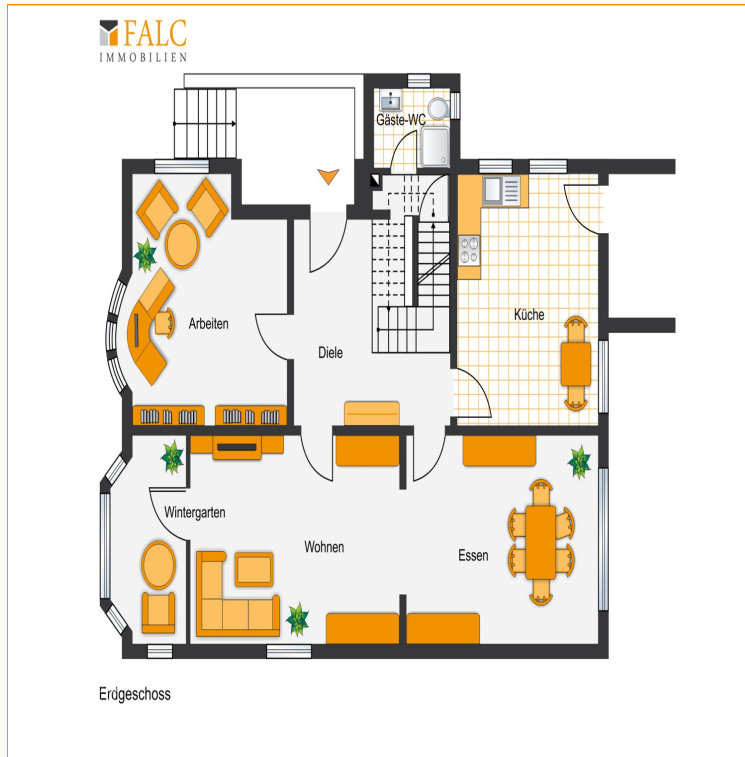 FALC
IMMOBILIEN
Gäste-WC
Arbeiten
Küche
Diele
Wintergarten
Wohnen
Essen
Erdgeschoss